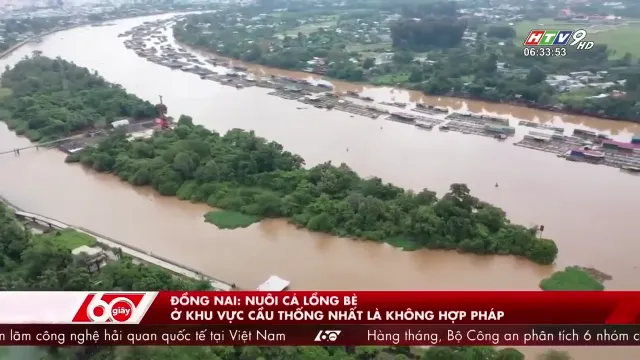 HTV9 HD
06:33:53
60 giây
ĐỒNG NAI: NUÔI CÁ LỒNG BÈ
Ở KHU VỰC CẦU THỐNG NHẤT LÀ KHÔNG HỢP PHÁP
n lãm công nghệ hải quan quốc tế tại Việt Nam 60 Hàng tháng, Bộ Công an phân tích 6 nhóm c